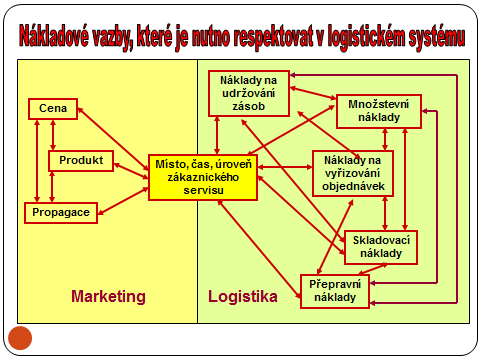 Nákladové vazby, které je nutno respektovat v logistickém systému
Cena
Produkt
Propagace
Místo, čas, úroveň
zákaznického
servisu
Náklady na
udržování
zásob
Množstevní
náklady
Náklady na
vyřizování
objednávek
Skladovací
náklady
Přepravní
náklady
Marketing
Logistika